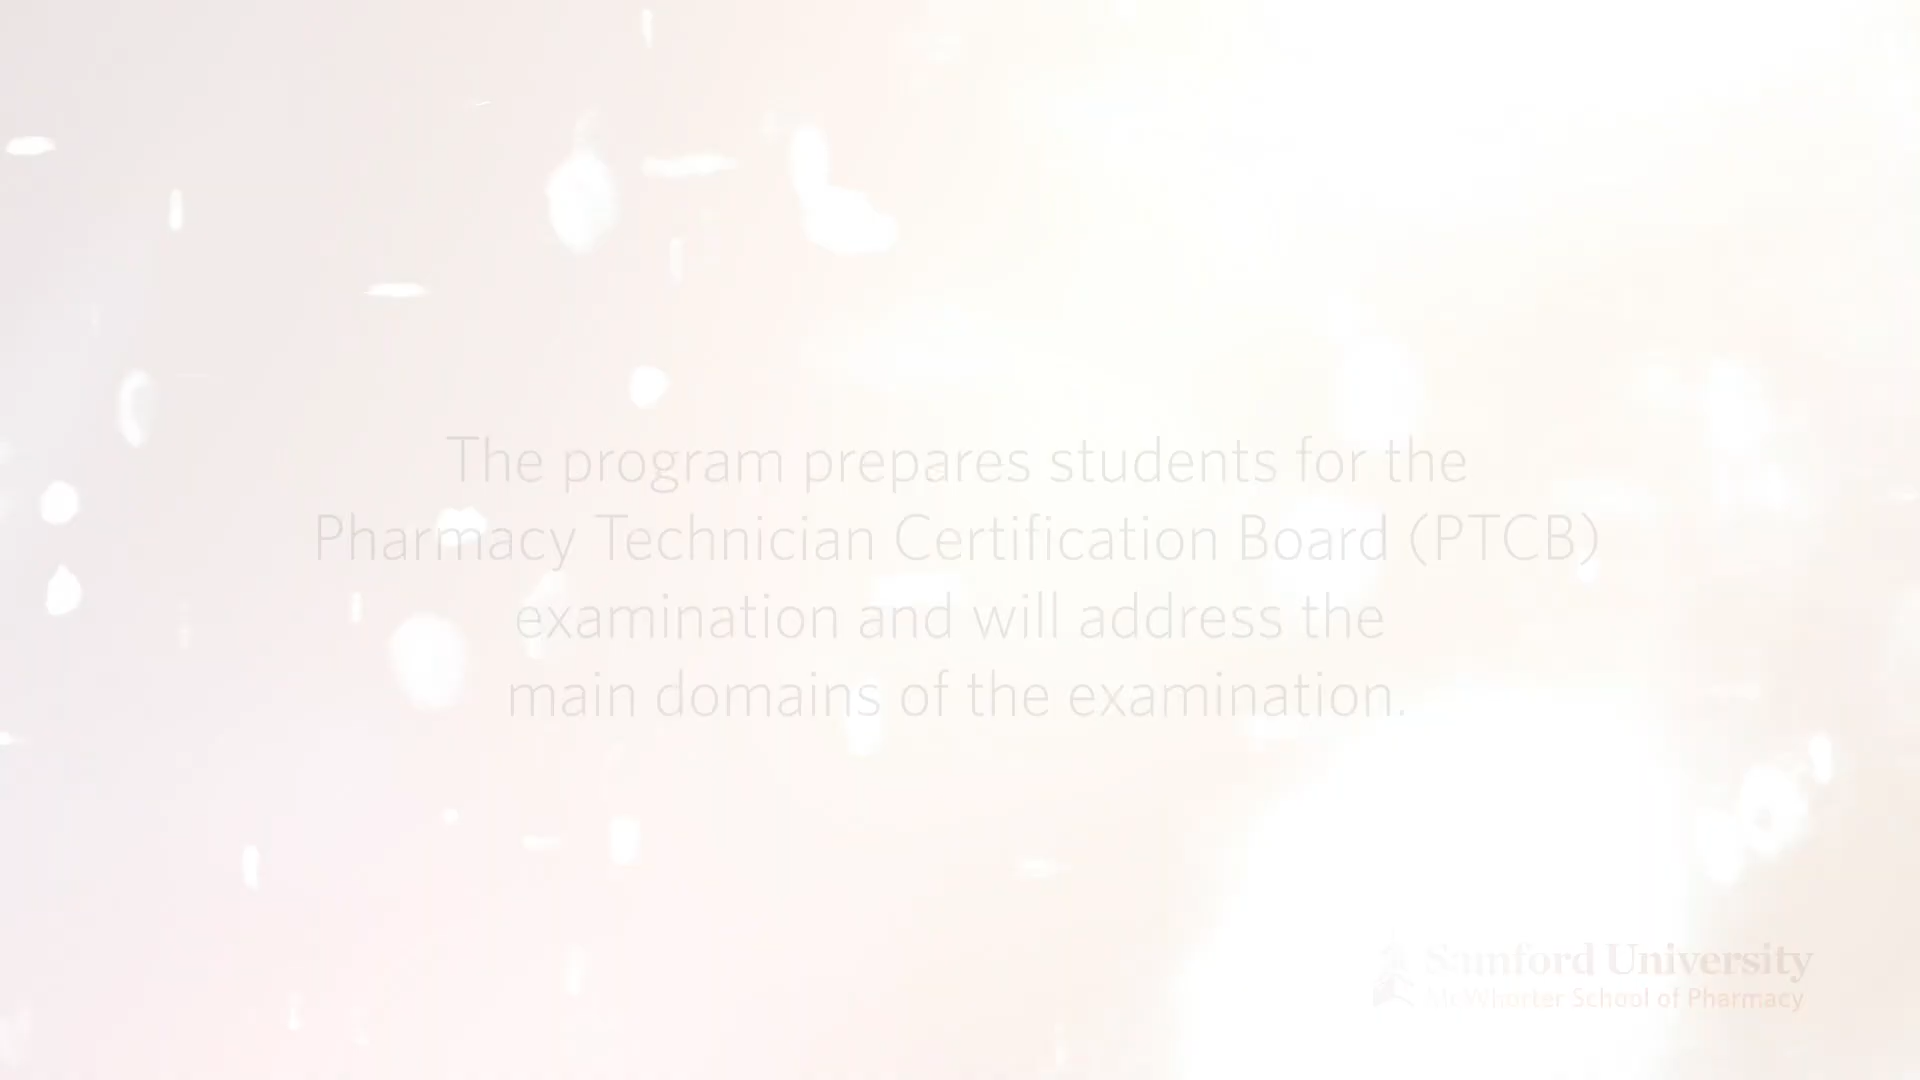 The program prepares students for the
Pharmacy Technician Certification Board (PTCB)
examination and will address the
main domains of the examination.
Samford University
McWhorter School of Pharmacy